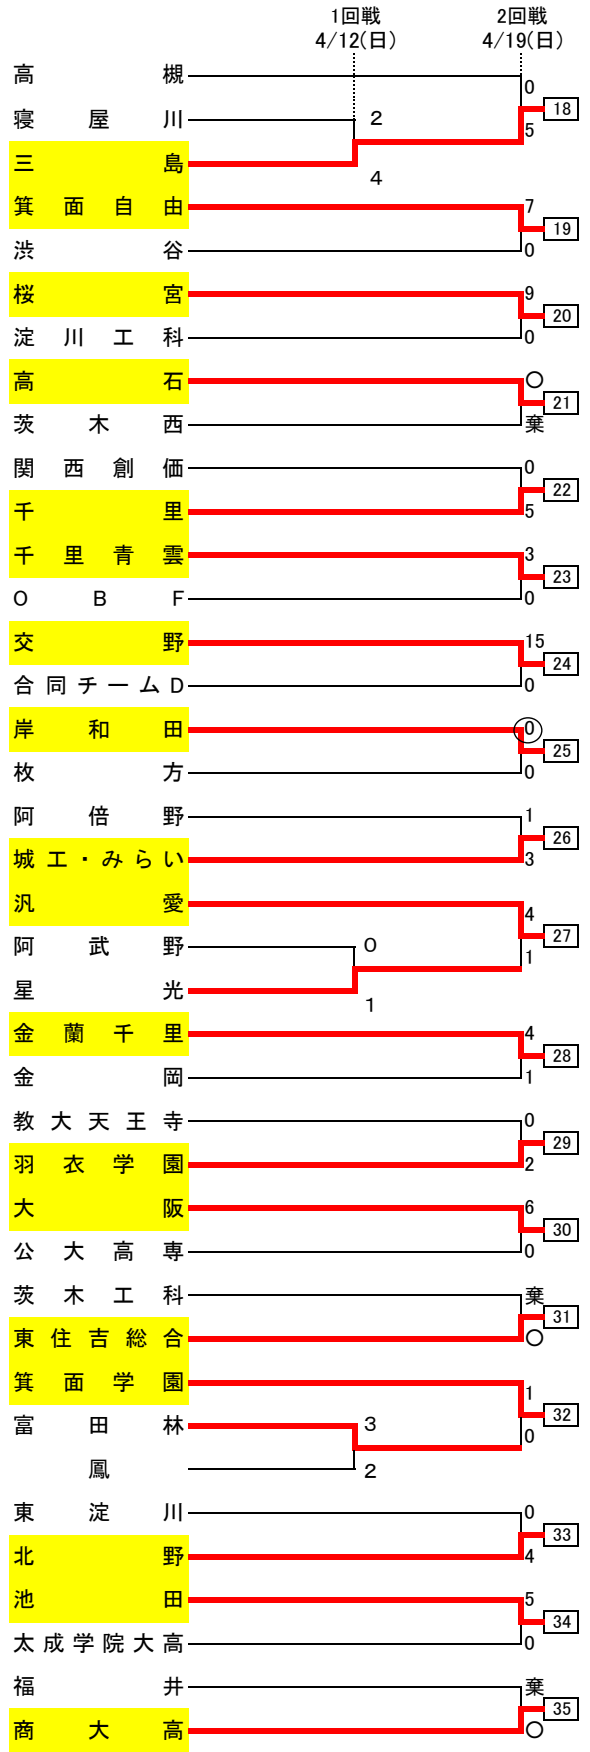 1回戦 2回戦
4/12(日) 4/19(日)
高槻 0
18
寝屋川 2 5
三島 4
箕面自由 7
19
渋谷 0
桜宮 9
20
淀川工科 0
高石 〇
21
茨木西 棄
関西創価 0
22
千里 5
千里青雲 3
23
OBF 0
交野 15
24
合同チームD 0
岸和田 0
25
枚方 0
阿倍野 1
26
城工・みらい 3
汎愛 4
27
阿武野 0 1
星光 1
金蘭千里 4
28
金岡 1
教大天王寺 0
29
羽衣学園 2
大阪 6
30
公大高専 0
茨木工科 棄
31
東住吉総合 〇
箕面学園 1
32
富田林 3 0
鳳 2
東淀川 0
33
北野 4
池田 5
34
太成学院大高 0
福井 棄
35
商大高 〇